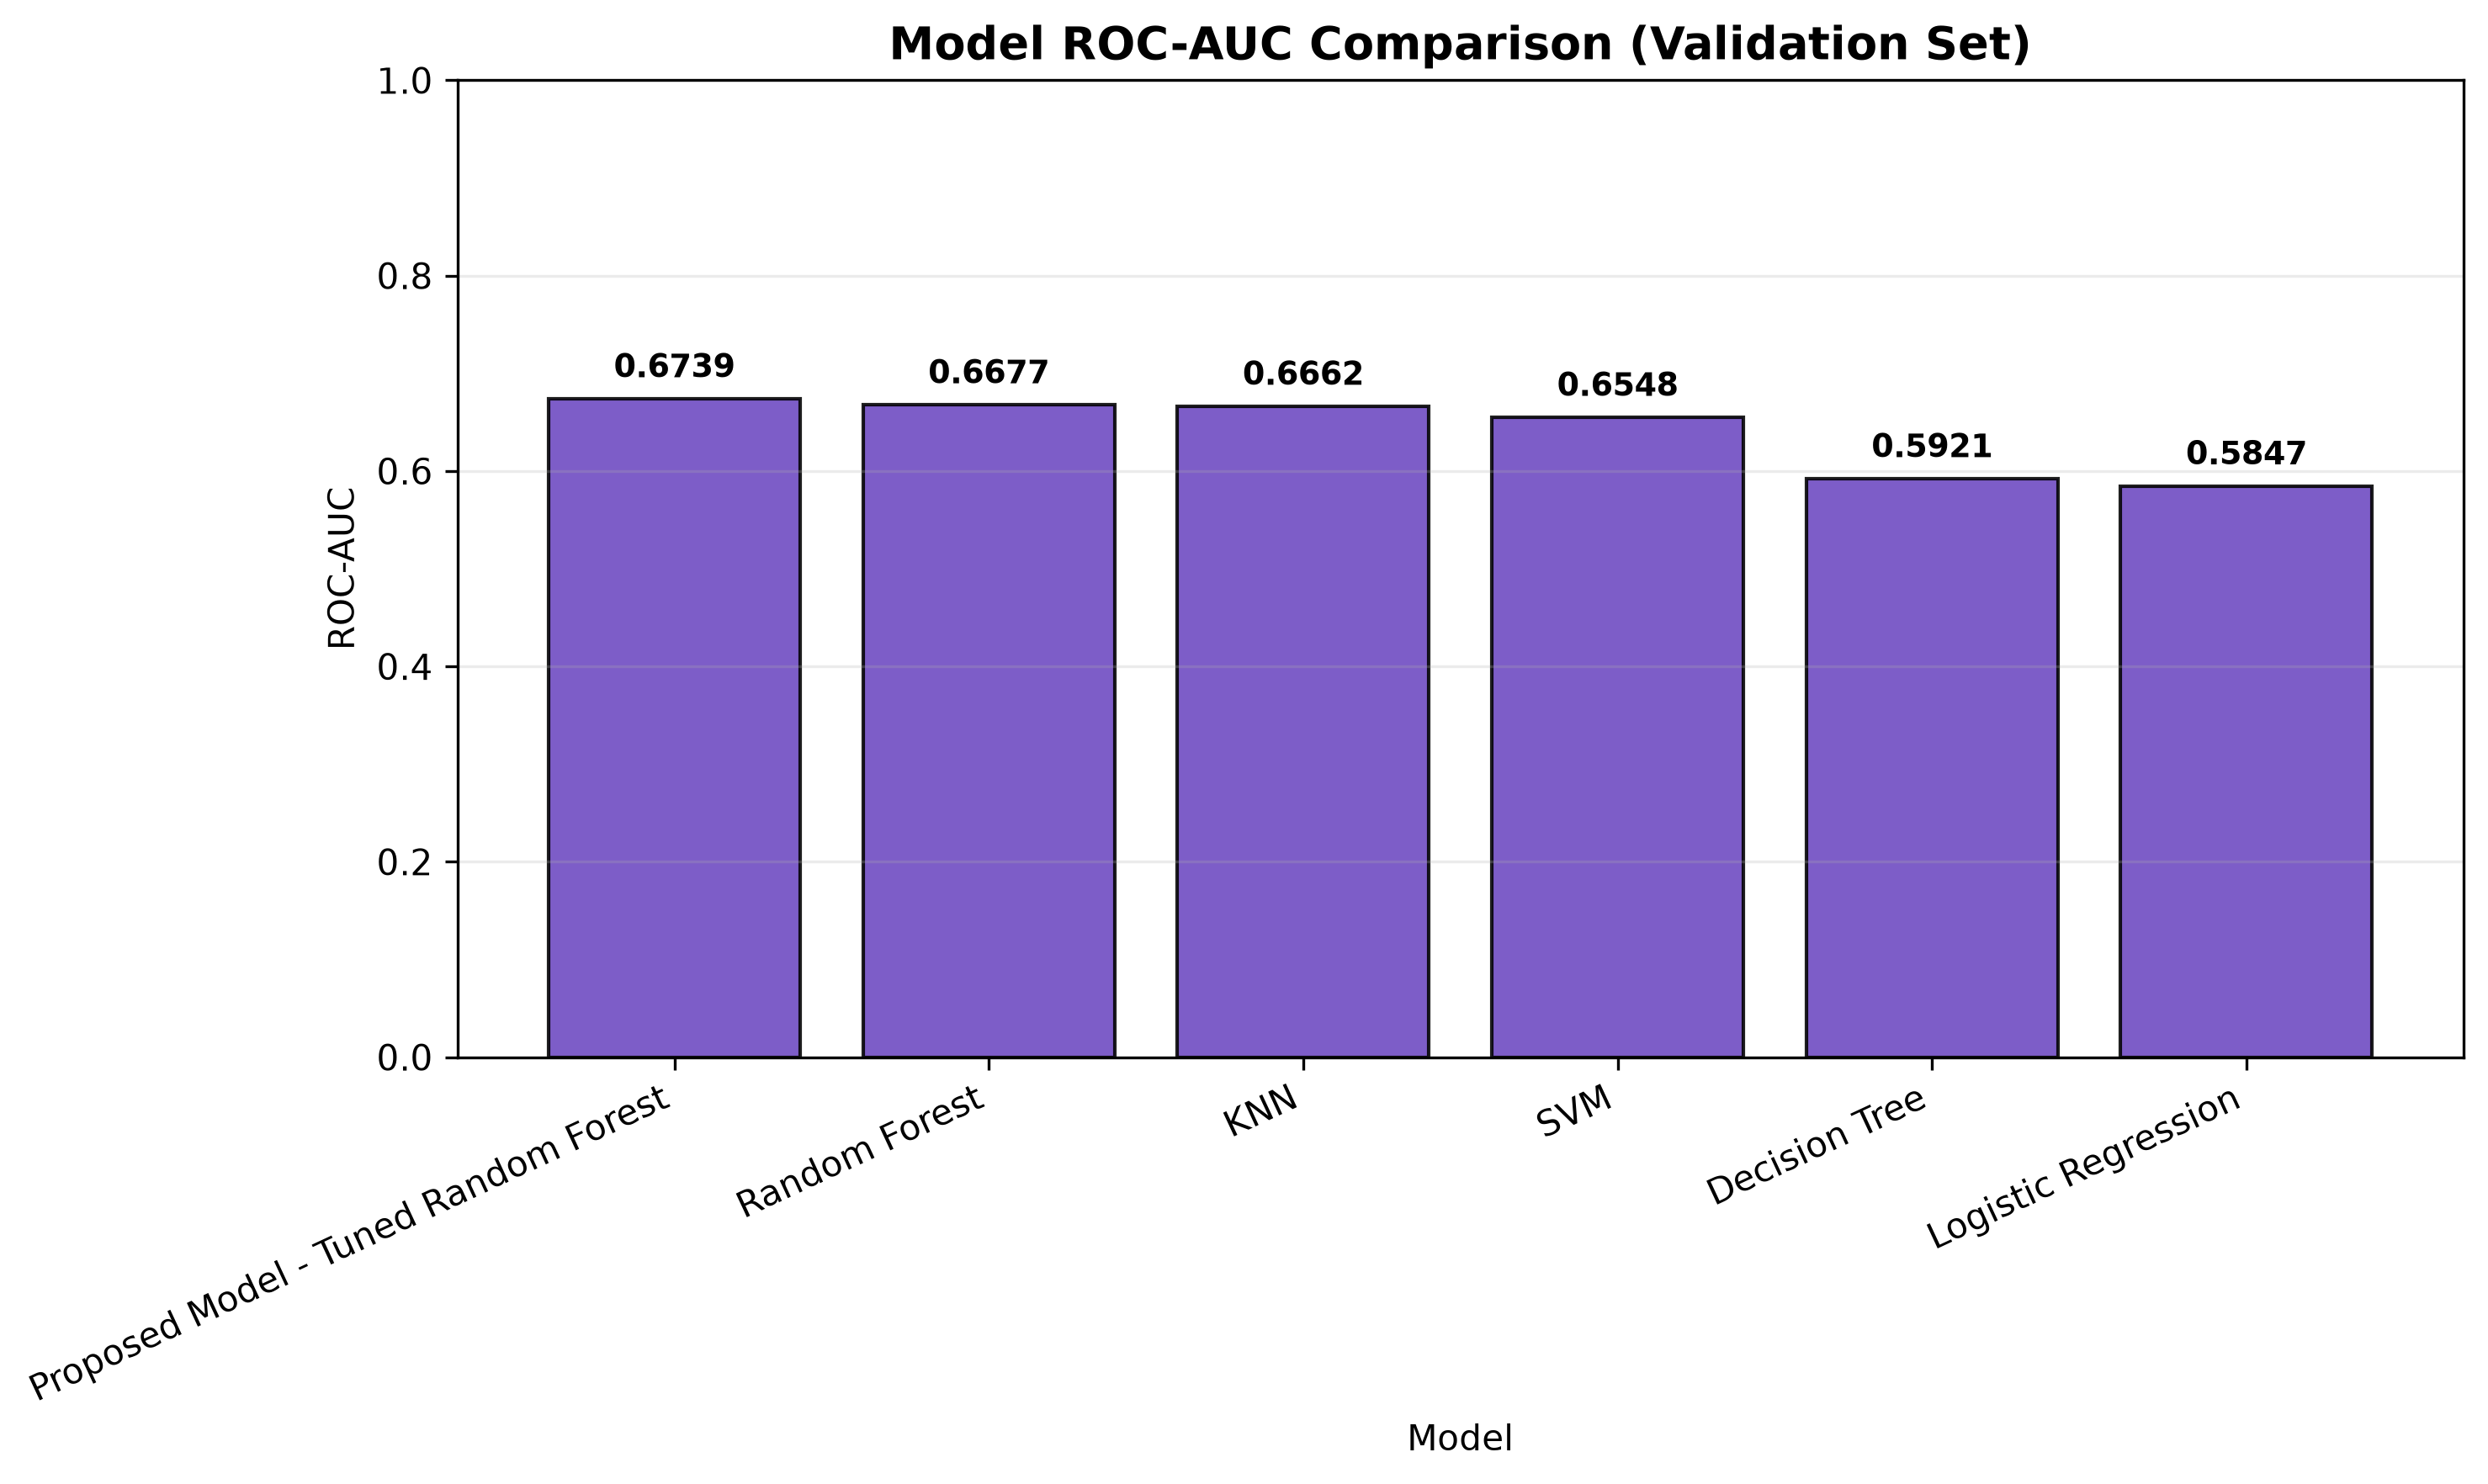 Model ROC-AUC Comparison (Validation Set)
1.0
0.8
0.6
0.4
0.2
0.0
ROC-AUC
0.6739
0.6677
0.6662
0.6548
0.5921
0.5847
Proposed Model - Tuned Random Forest
Random Forest
KNN
SVM
Decision Tree
Logistic Regression
Model